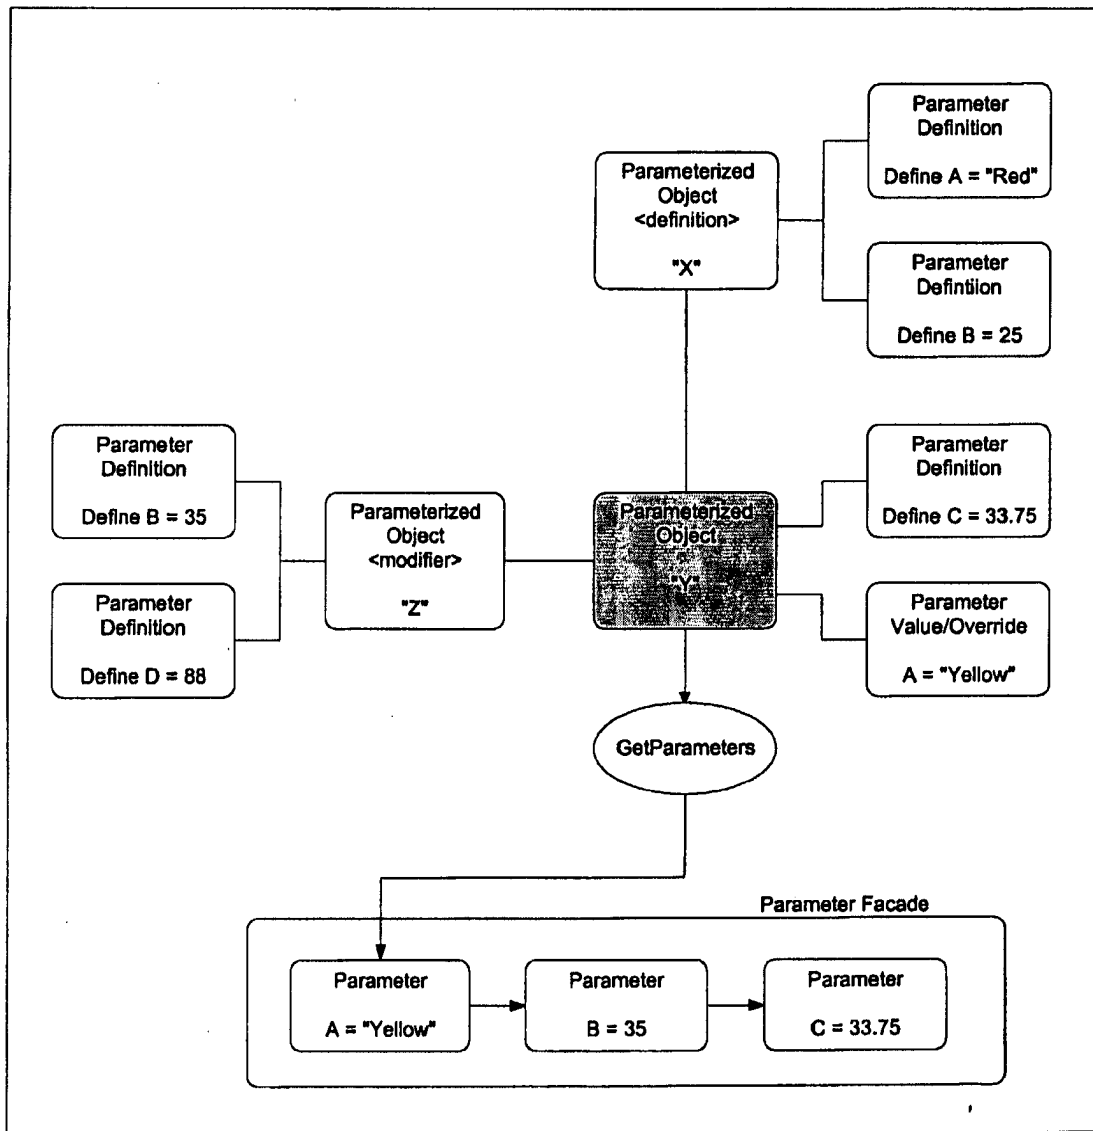 Parameter
Definition
Define A = "Red"
Parameterized
Object
<definition>
"X"
Parameter
Defintiion
Define B = 25
Parameter
Definition
Define B = 35
Parameterized
Object
<modifier>
"Z"
Parameterized
Object
"Y"
Parameter
Definition
Define C = 33.75
Parameter
Definition
Define D = 88
Parameter
Value/Override
A = "Yellow"
GetParameters
Parameter Facade
Parameter
A = "Yellow"
Parameter
B = 35
Parameter
C = 33.75